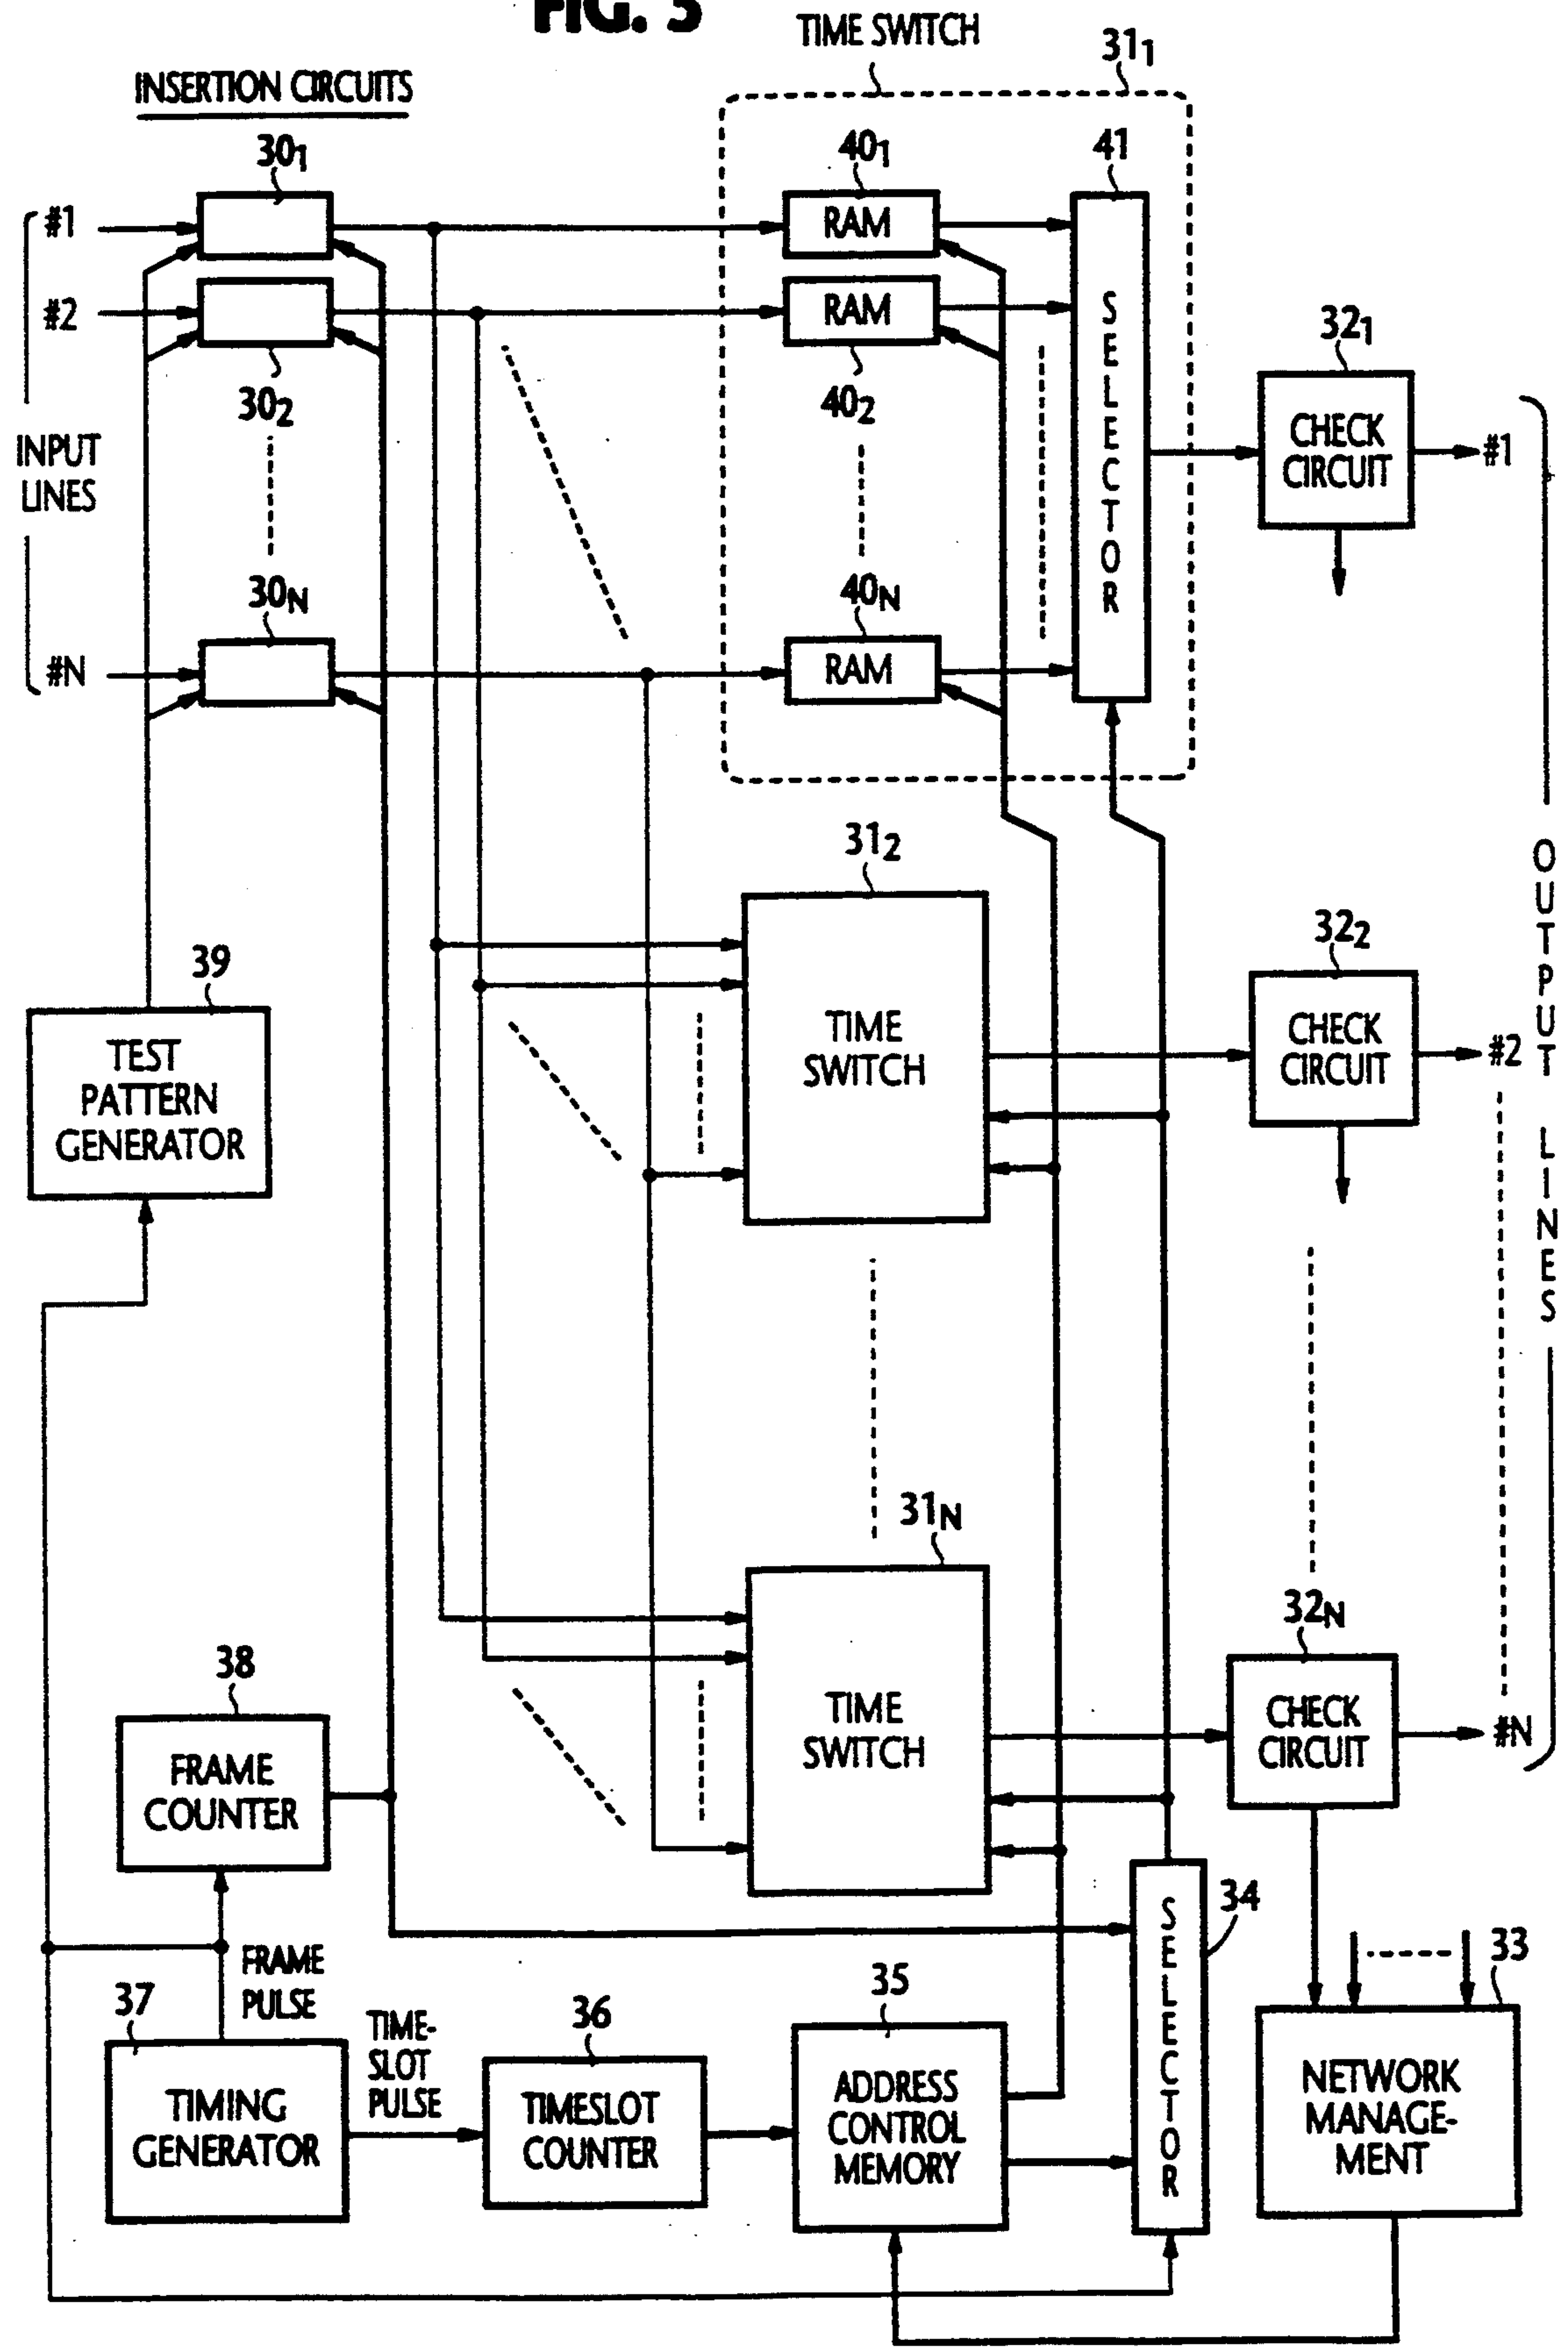 FIG. 3
TIME SWITCH
31₁
INSERTION CIRCUITS
30₁
40₁
41
#1
RAM
#2
RAM
SELECTOR
32₁
30₂
40₂
CHECK
CIRCUIT
#1
INPUT
LINES
30N
40N
#N
RAM
31₂
OUTPUT LINES
39
32₂
TEST
PATTERN
GENERATOR
TIME
SWITCH
CHECK
CIRCUIT
#2
31N
32N
38
TIME
SWITCH
CHECK
CIRCUIT
#N
FRAME
COUNTER
34
SELECTOR
FRAME
PULSE
33
37
TIME-
SLOT
PULSE
36
35
TIMING
GENERATOR
TIMESLOT
COUNTER
ADDRESS
CONTROL
MEMORY
NETWORK
MANAGE-
MENT